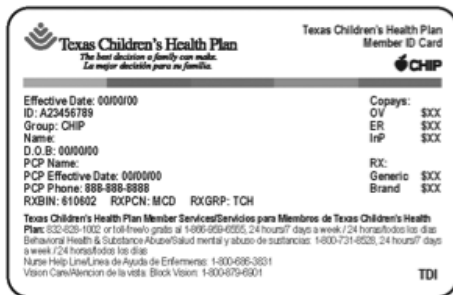 Texas Children's Health Plan
The best decision a family can make.
La mejor decisión para su familia.
Texas Children's Health Plan
Member ID Card
CHIP
Effective Date: 00/00/00
ID: A23456789
Group: CHIP
Name:
D.O.B: 00/00/00
PCP Name:
PCP Effective Date: 00/00/00
PCP Phone: 888-888-8888
RXBIN: 610602 RXPCN: MCD RXGRP: TCH
Copays:
OV $XX
ER $XX
InP $XX
RX:
Generic $XX
Brand $XX
Texas Children's Health Plan Member Services/Servicios para Miembros de Texas Children's Health
Plan: 832-828-1002 or toll-free/o gratis al 1-866-959-6555, 24 hours/7 days a week / 24 horas/todos los días
Behavioral Health & Substance Abuse/Salud mental y abuso de sustancias: 1-800-731-8528, 24 hours/7 days
a week / 24 horas/todos los días
Nurse Help Line/Linea de Ayuda de Enfermeras: 1-800-686-3831
Vision Care/Atencion de la vista: Block Vision: 1-800-879-6901
TDI